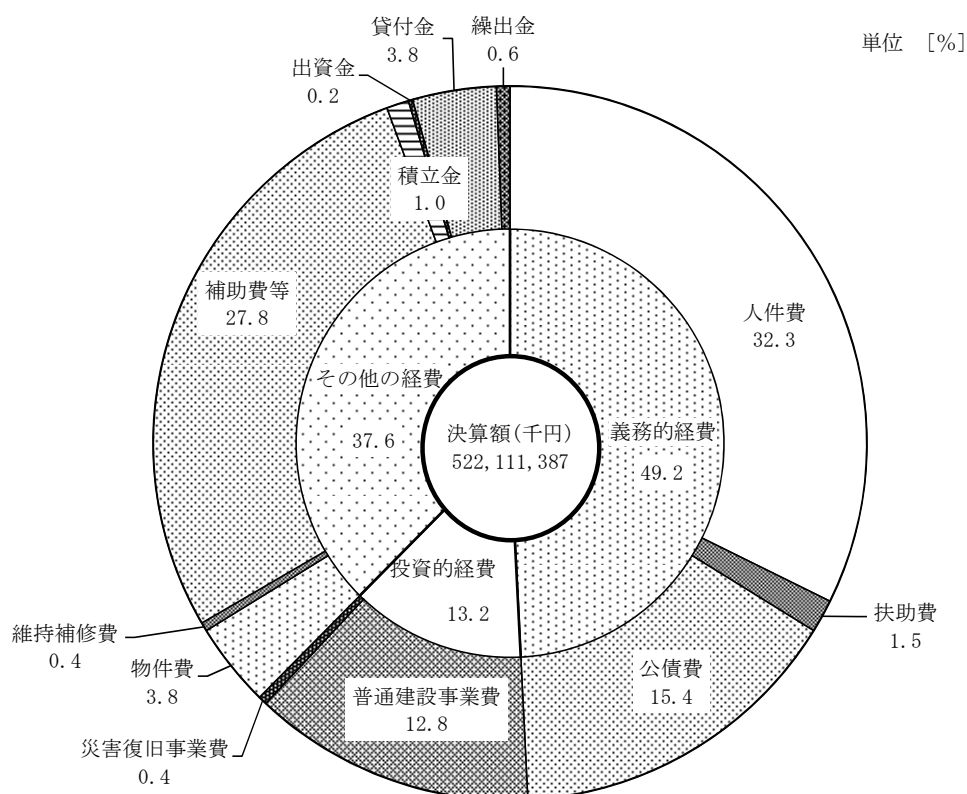 単位 [%]
繰出金
0.6
貸付金
3.8
出資金
0.2
積立金
1.0
補助費等
27.8
人件費
32.3
その他の経費
37.6
決算額(千円)
522,111,387
義務的経費
49.2
投資的経費
13.2
扶助費
1.5
公債費
15.4
普通建設事業費
12.8
維持補修費
0.4
物件費
3.8
災害復旧事業費
0.4